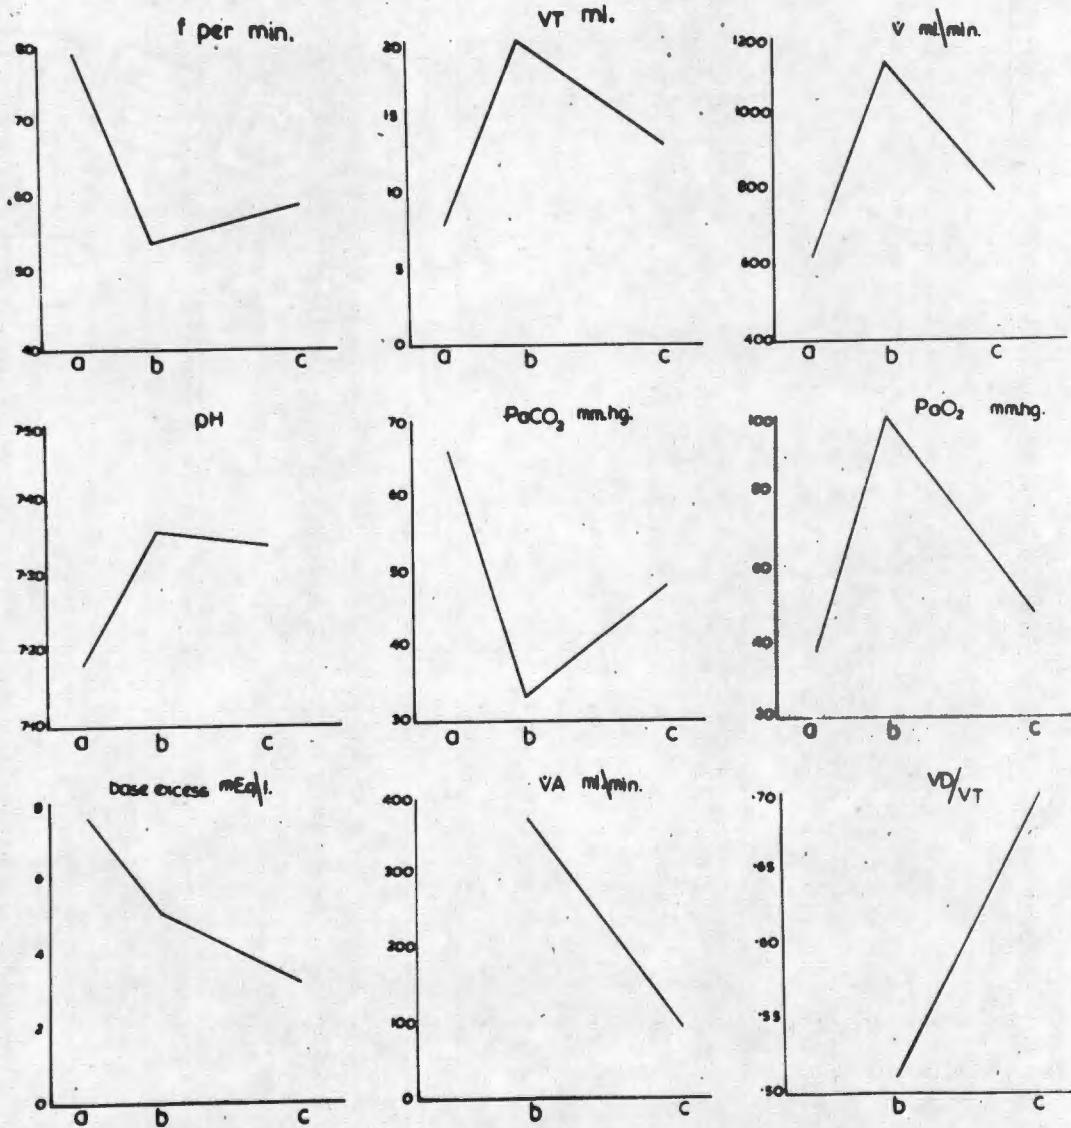 f per min.
80
70
60
50
40
a b c
VT ml.
20
15
10
5
0
a b c
V̇ ml/min.
1200
1000
800
600
400
a b c
pH
7·50
7·40
7·30
7·20
7·10
a b c
PaCO₂ mm.hg.
70
60
50
40
30
a b c
PaO₂ mm.hg.
100
80
60
40
20
a b c
base excess mEq/l.
8
6
4
2
0
a b c
V̇A ml/min.
400
300
200
100
0
b c
VD/VT
·70
·65
·60
·55
·50
b c